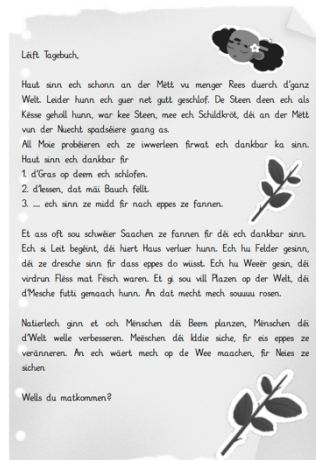 Léift Tagebuch,
Haut sinn ech schonn an der Mëtt vu menger Rees duerch d'ganz
Welt. Leider hunn ech guer net gutt geschlof. De Steen deen ech als
Kësse geholl hunn, war kee Steen, mee ech Schildkröt, déi an der Mëtt
vun der Nuecht spadséiere gaang as.
All Moie probéieren ech ze iwwerleen firwat ech dankbar ka sinn.
Haut sinn ech dankbar fir
1. d'Gras op deem ech schlofen.
2. d'Iessen, dat mäi Bauch fëllt.
3. .... ech sinn ze midd fir nach eppes ze fannen.
Et ass oft sou schwéier Saachen ze fannen fir déi ech dankbar sinn.
Ech si Leit begéint, déi hiert Haus verluer hunn. Ech hu Felder gesinn,
déi ze dresche sinn fir dass eppes do wüsst. Ech hu Weeër gesin, déi
virdrun Flëss mat Fësch waren. Et gi sou vill Plazen op der Welt, déi
d'Mesche futti gemaach hunn. An dat mecht mech souuuu rosen.
Natierlech ginn et och Mënschen déi Beem planzen, Mënschen déi
d'Welt welle verbesseren. Meëschen déi Iddie siche, fir eis eppes ze
veränneren. An ech wäert mech op de Wee maachen, fir Neies ze
sichen
Wells du matkommen?